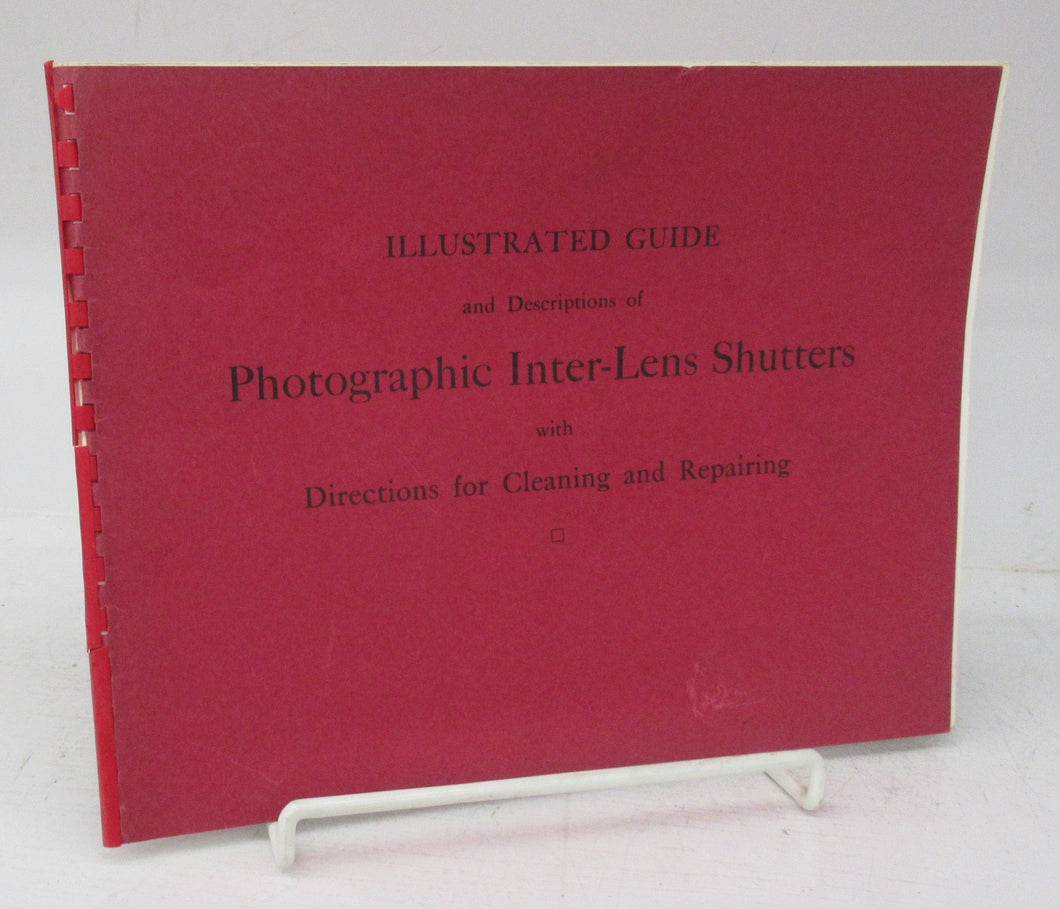 ILLUSTRATED GUIDE
and Descriptions of
Photographic Inter-Lens Shutters
with
Directions for Cleaning and Repairing